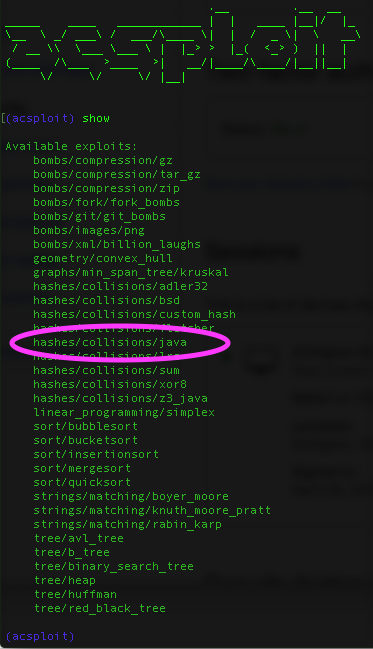 acsploit
(acsploit) show
Available exploits:
bombs/compression/gz
bombs/compression/tar_gz
bombs/compression/zip
bombs/fork/fork_bombs
bombs/git/git_bombs
bombs/images/png
bombs/xml/billion_laughs
geometry/convex_hull
graphs/min_span_tree/kruskal
hashes/collisions/adler32
hashes/collisions/bsd
hashes/collisions/custom_hash
hashes/collisions/fletcher
hashes/collisions/java
hashes/collisions/lrc
hashes/collisions/sum
hashes/collisions/xor8
hashes/collisions/z3_java
linear_programming/simplex
sort/bubblesort
sort/bucketsort
sort/insertionsort
sort/mergesort
sort/quicksort
strings/matching/boyer_moore
strings/matching/knuth_moore_pratt
strings/matching/rabin_karp
tree/avl_tree
tree/b_tree
tree/binary_search_tree
tree/heap
tree/huffman
tree/red_black_tree
(acsploit)